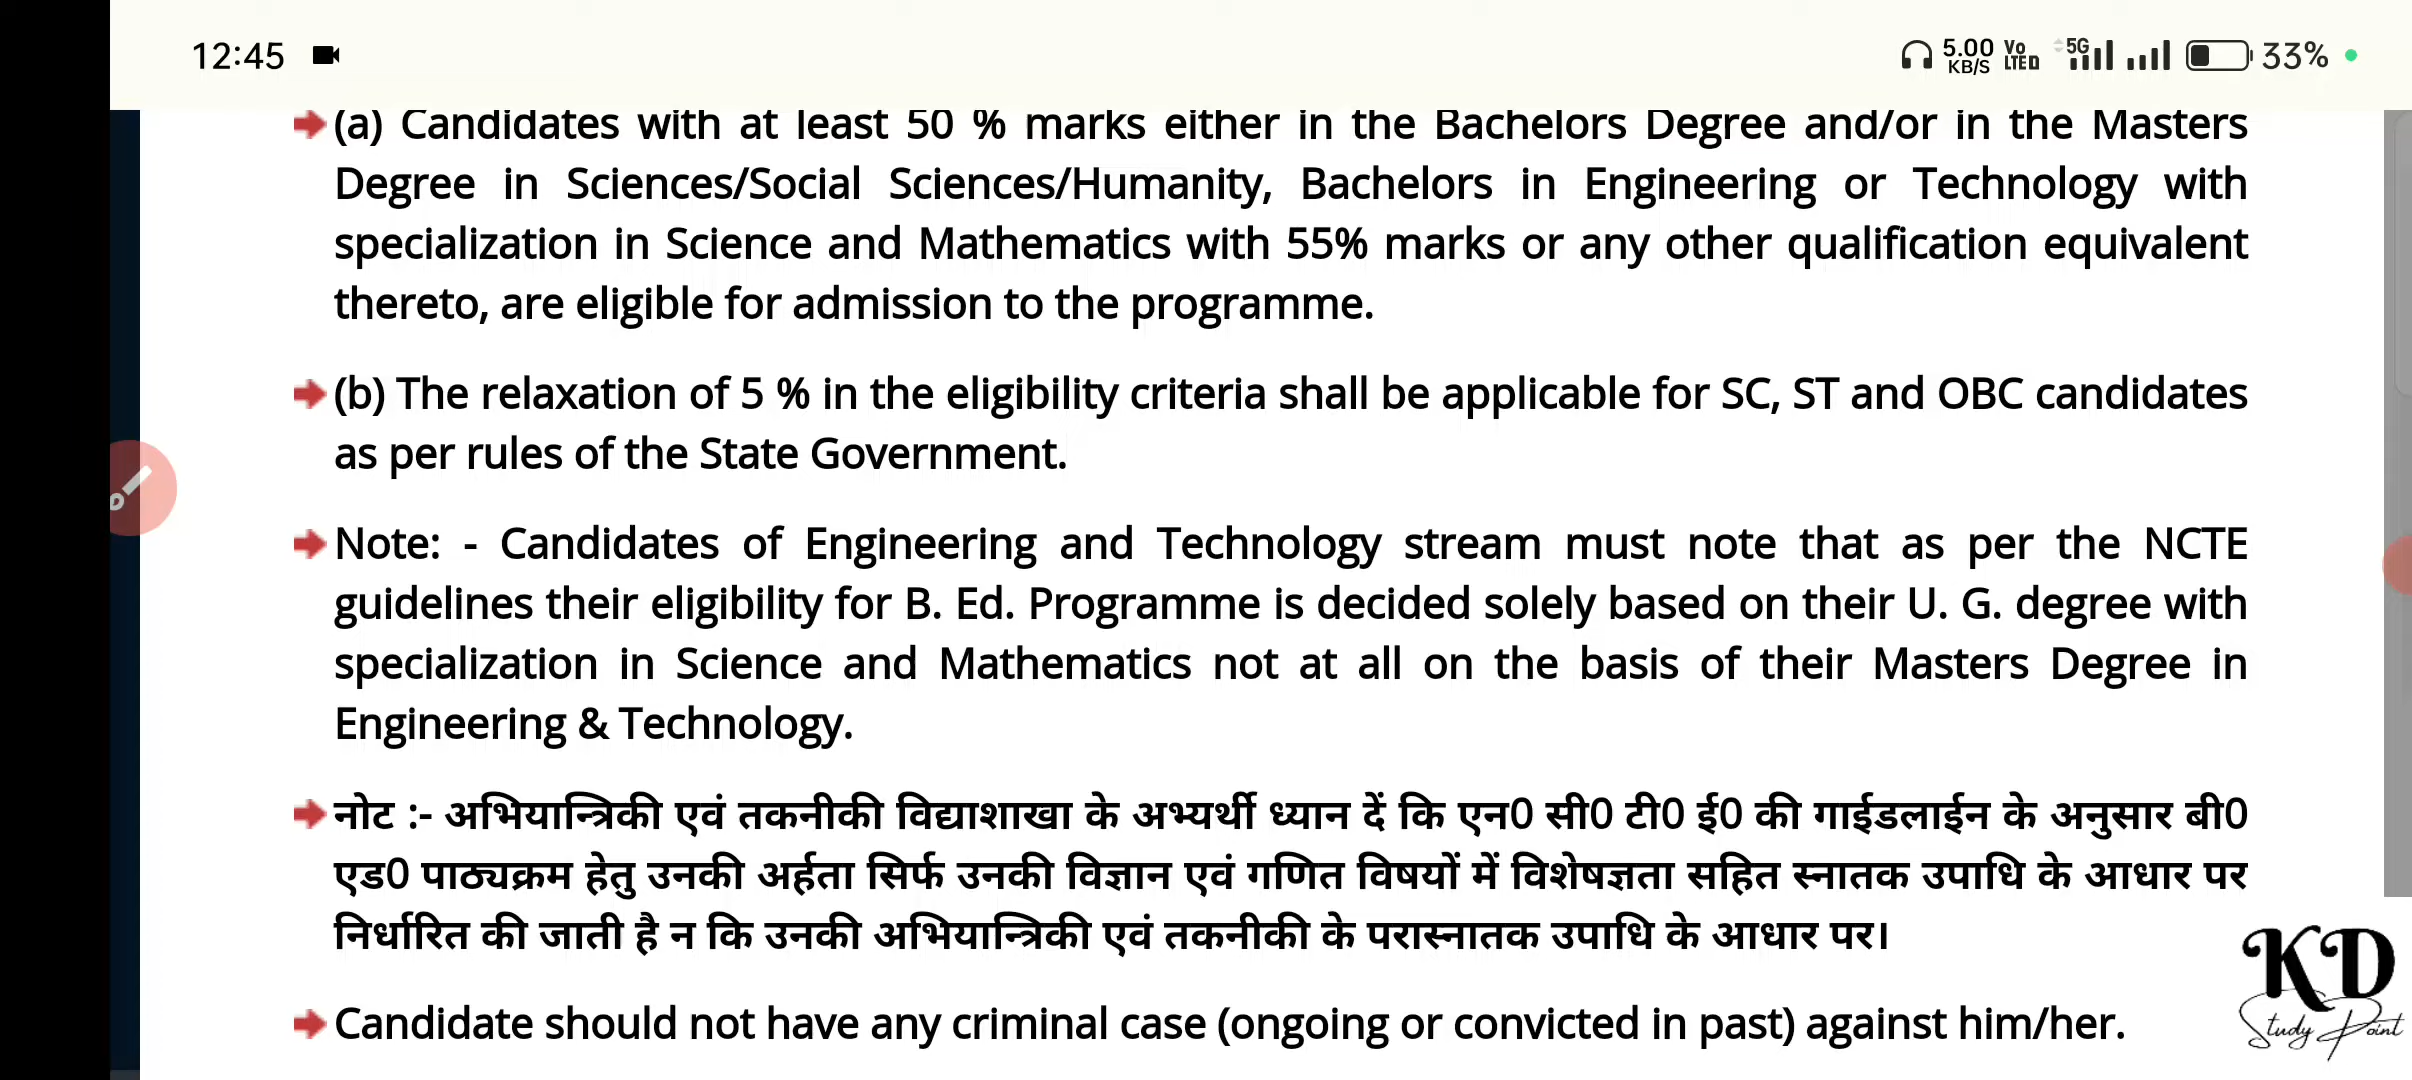 12:45
5.00 KB/S Vo LTE 5G 33%
(a) Candidates with at least 50 % marks either in the Bachelors Degree and/or in the Masters
Degree in Sciences/Social Sciences/Humanity, Bachelors in Engineering or Technology with
specialization in Science and Mathematics with 55% marks or any other qualification equivalent
thereto, are eligible for admission to the programme.
(b) The relaxation of 5 % in the eligibility criteria shall be applicable for SC, ST and OBC candidates
as per rules of the State Government.
Note: - Candidates of Engineering and Technology stream must note that as per the NCTE
guidelines their eligibility for B. Ed. Programme is decided solely based on their U. G. degree with
specialization in Science and Mathematics not at all on the basis of their Masters Degree in
Engineering & Technology.
नोट :- अभियान्त्रिकी एवं तकनीकी विद्याशाखा के अभ्यर्थी ध्यान दें कि एन0 सी0 टी0 ई0 की गाईडलाईन के अनुसार बी0
एड0 पाठ्यक्रम हेतु उनकी अर्हता सिर्फ उनकी विज्ञान एवं गणित विषयों में विशेषज्ञता सहित स्नातक उपाधि के आधार पर
निर्धारित की जाती है न कि उनकी अभियान्त्रिकी एवं तकनीकी के परास्नातक उपाधि के आधार पर।
Candidate should not have any criminal case (ongoing or convicted in past) against him/her.
KD
Study Point